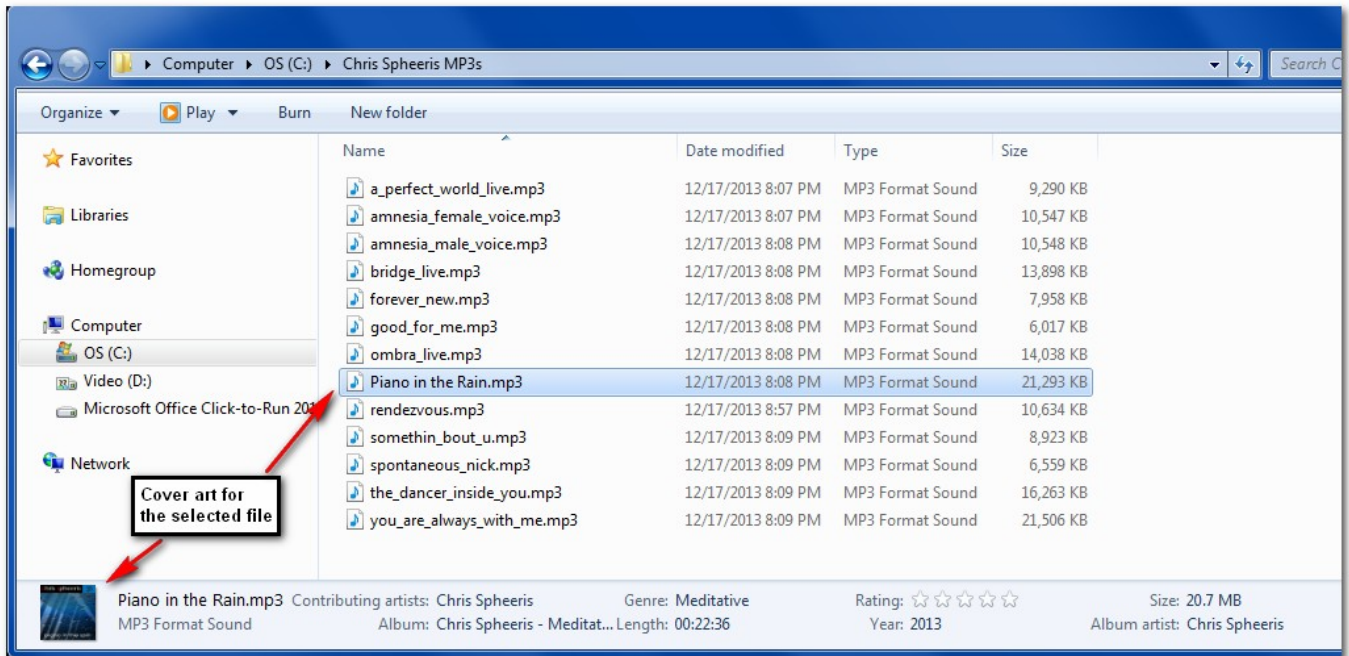 Computer OS (C:) Chris Spheeris MP3s Search C
Organize Play Burn New folder
Favorites
Libraries
Homegroup
Computer
OS (C:)
Video (D:)
Microsoft Office Click-to-Run 201
Network
Name Date modified Type Size
a_perfect_world_live.mp3 12/17/2013 8:07 PM MP3 Format Sound 9,290 KB
amnesia_female_voice.mp3 12/17/2013 8:07 PM MP3 Format Sound 10,547 KB
amnesia_male_voice.mp3 12/17/2013 8:08 PM MP3 Format Sound 10,548 KB
bridge_live.mp3 12/17/2013 8:08 PM MP3 Format Sound 13,898 KB
forever_new.mp3 12/17/2013 8:08 PM MP3 Format Sound 7,958 KB
good_for_me.mp3 12/17/2013 8:08 PM MP3 Format Sound 6,017 KB
ombra_live.mp3 12/17/2013 8:08 PM MP3 Format Sound 14,038 KB
Piano in the Rain.mp3 12/17/2013 8:08 PM MP3 Format Sound 21,293 KB
rendezvous.mp3 12/17/2013 8:57 PM MP3 Format Sound 10,634 KB
somethin_bout_u.mp3 12/17/2013 8:09 PM MP3 Format Sound 8,923 KB
spontaneous_nick.mp3 12/17/2013 8:09 PM MP3 Format Sound 6,559 KB
the_dancer_inside_you.mp3 12/17/2013 8:09 PM MP3 Format Sound 16,263 KB
you_are_always_with_me.mp3 12/17/2013 8:09 PM MP3 Format Sound 21,506 KB
Cover art for
the selected file
Piano in the Rain.mp3 Contributing artists: Chris Spheeris Genre: Meditative Rating: Size: 20.7 MB
MP3 Format Sound Album: Chris Spheeris - Meditat... Length: 00:22:36 Year: 2013 Album artist: Chris Spheeris